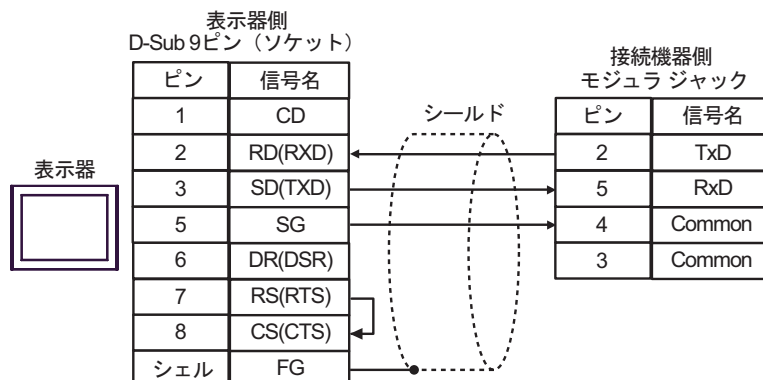 表示器側
D-Sub 9ピン（ソケット）
接続機器側
モジュラ ジャック
ピン 信号名
シールド
ピン 信号名
1 CD
2 RD(RXD)
2 TxD
表示器
3 SD(TXD)
5 RxD
5 SG
4 Common
6 DR(DSR)
3 Common
7 RS(RTS)
8 CS(CTS)
シェル FG